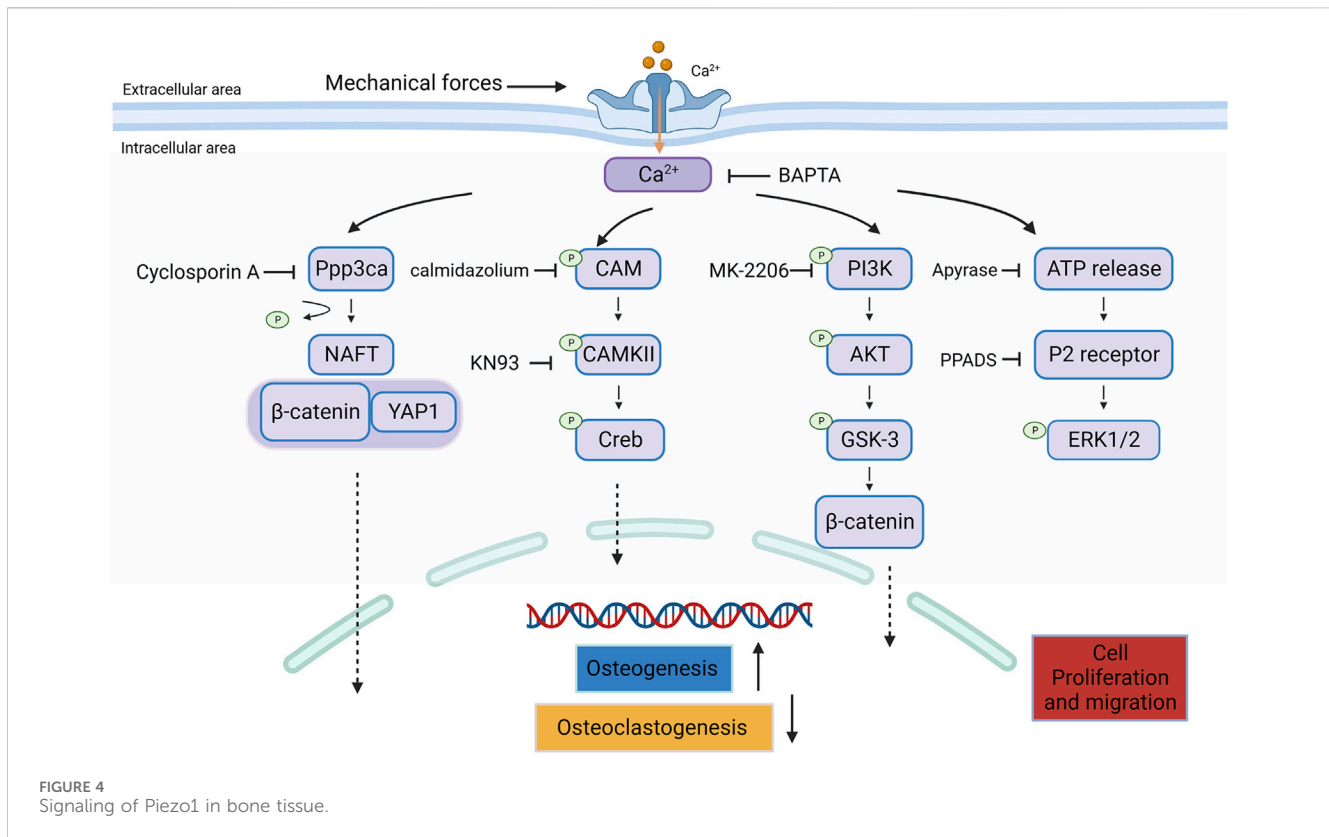 Extracellular area
Mechanical forces
Ca²⁺
Intracellular area
Ca²⁺
BAPTA
Cyclosporin A
Ppp3ca
calmidazolium
P
CAM
MK-2206
P
PI3K
Apyrase
ATP release
P
NAFT
KN93
P
CAMKII
P
AKT
PPADS
P2 receptor
β-catenin
YAP1
P
Creb
P
GSK-3
P
ERK1/2
β-catenin
Osteogenesis
Osteoclastogenesis
Cell
Proliferation
and migration
FIGURE 4
Signaling of Piezo1 in bone tissue.